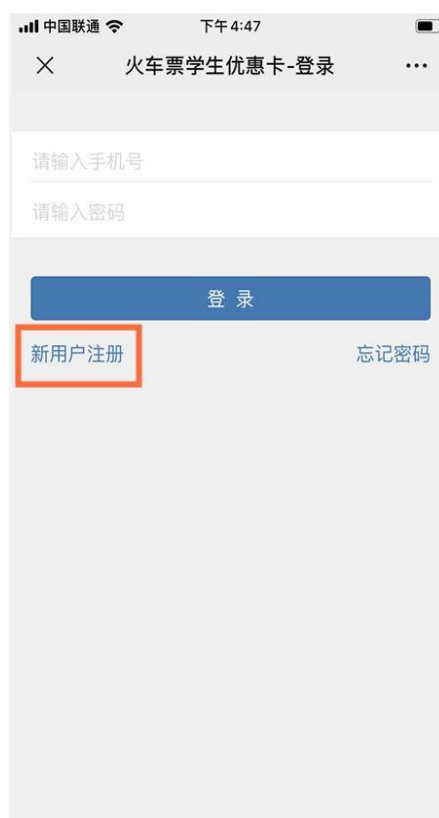 中国联通 下午4:47
火车票学生优惠卡-登录
请输入手机号
请输入密码
登 录
新用户注册 忘记密码